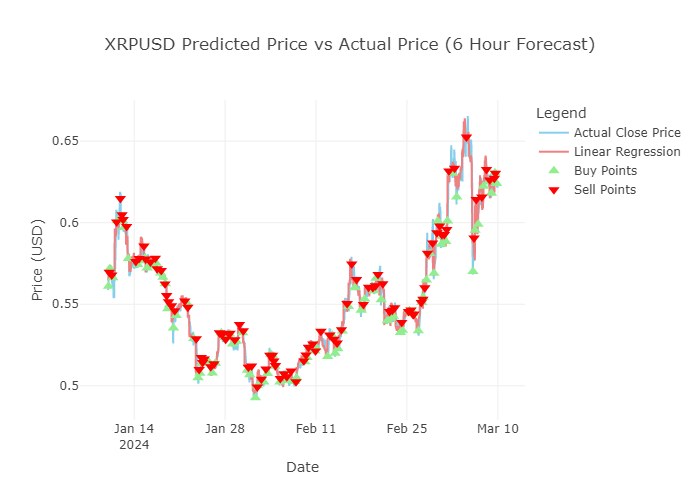 XRPUSD Predicted Price vs Actual Price (6 Hour Forecast)
Legend
Actual Close Price
Linear Regression
Buy Points
Sell Points
0.65
0.6
0.55
0.5
Price (USD)
Jan 14
2024
Jan 28
Feb 11
Feb 25
Mar 10
Date